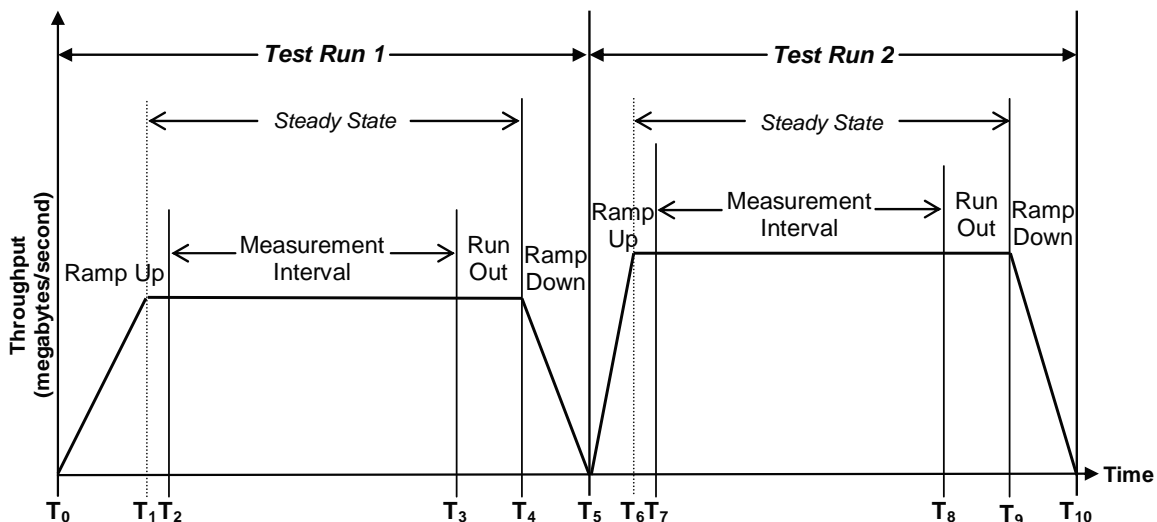 Test Run 1
Test Run 2
Steady State
Steady State
Throughput
(megabytes/second)
Ramp Up
Measurement
Interval
Run
Out
Ramp
Down
Ramp
Up
Measurement
Interval
Run
Out
Ramp
Down
Time
T0
T1
T2
T3
T4
T5
T6
T7
T8
T9
T10